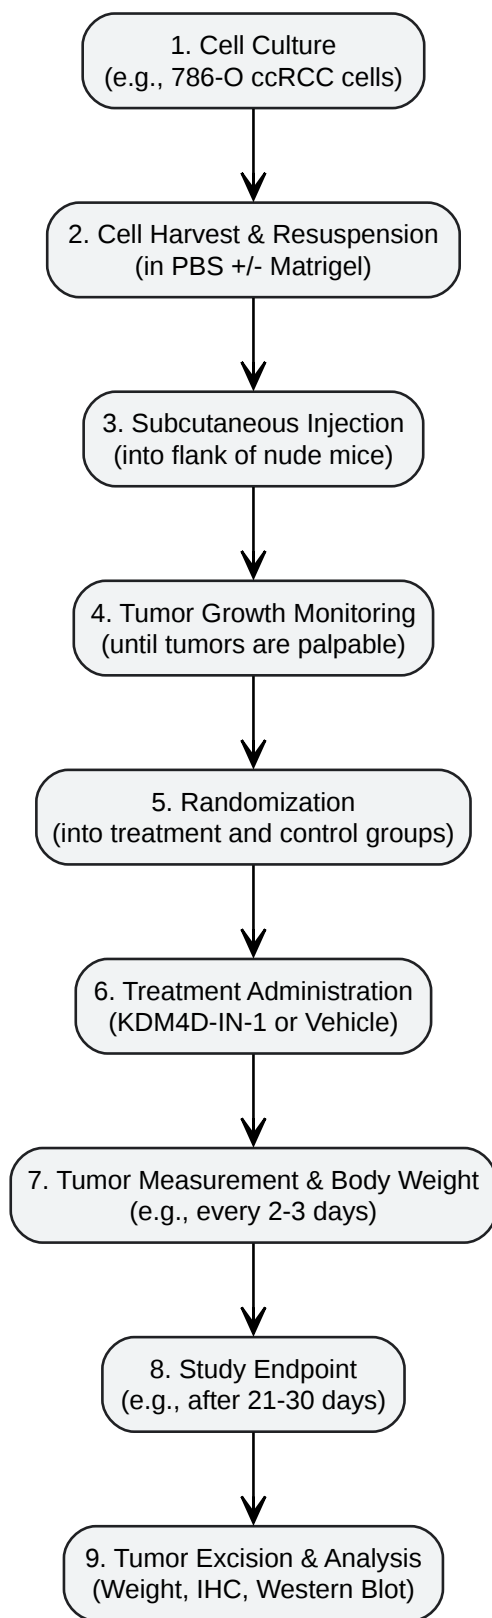 1. Cell Culture
(e.g., 786-O ccRCC cells)
2. Cell Harvest & Resuspension
(in PBS +/- Matrigel)
3. Subcutaneous Injection
(into flank of nude mice)
4. Tumor Growth Monitoring
(until tumors are palpable)
5. Randomization
(into treatment and control groups)
6. Treatment Administration
(KDM4D-IN-1 or Vehicle)
7. Tumor Measurement & Body Weight
(e.g., every 2-3 days)
8. Study Endpoint
(e.g., after 21-30 days)
9. Tumor Excision & Analysis
(Weight, IHC, Western Blot)